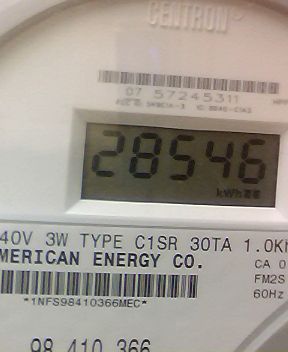 CENTRON
07 57245311
28546
kWh
40V 3W TYPE C1SR 30TA 1.0Kh
MERICAN ENERGY CO.
CA 0
FM2S
60Hz
*1NFS98410366MEC*
98 410 366